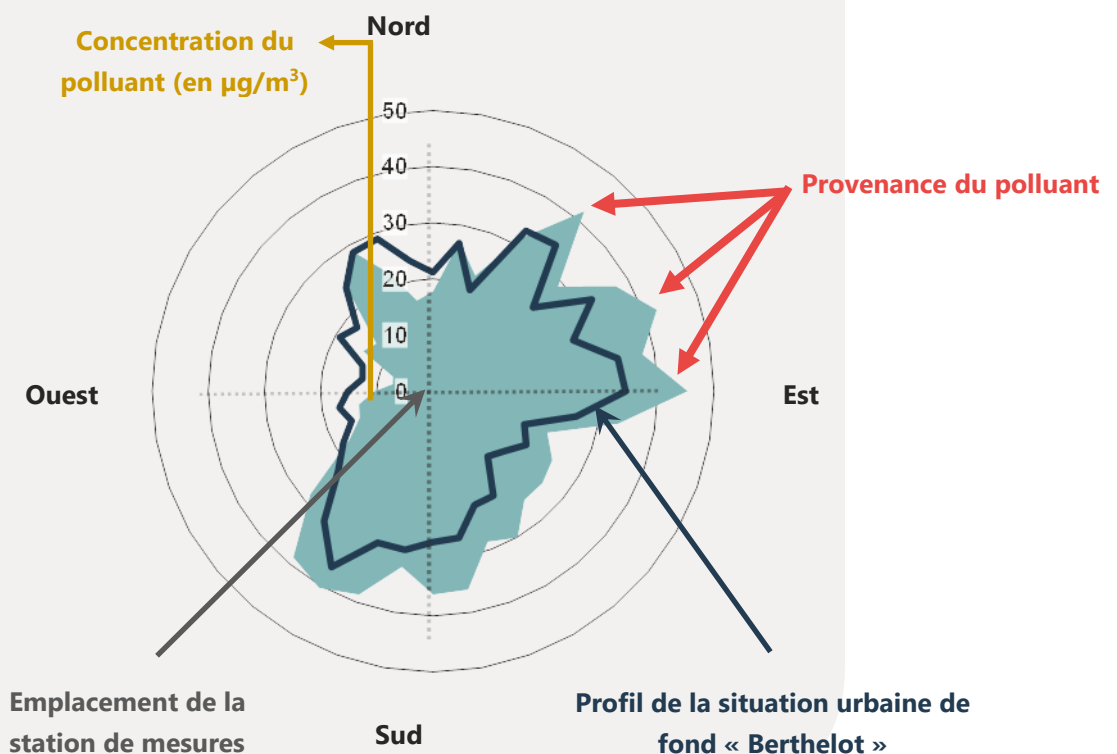 Nord
Concentration du
polluant (en µg/m³)
50
40
30
20
10
0
Provenance du polluant
Ouest
Est
Emplacement de la
station de mesures
Sud
Profil de la situation urbaine de
fond « Berthelot »